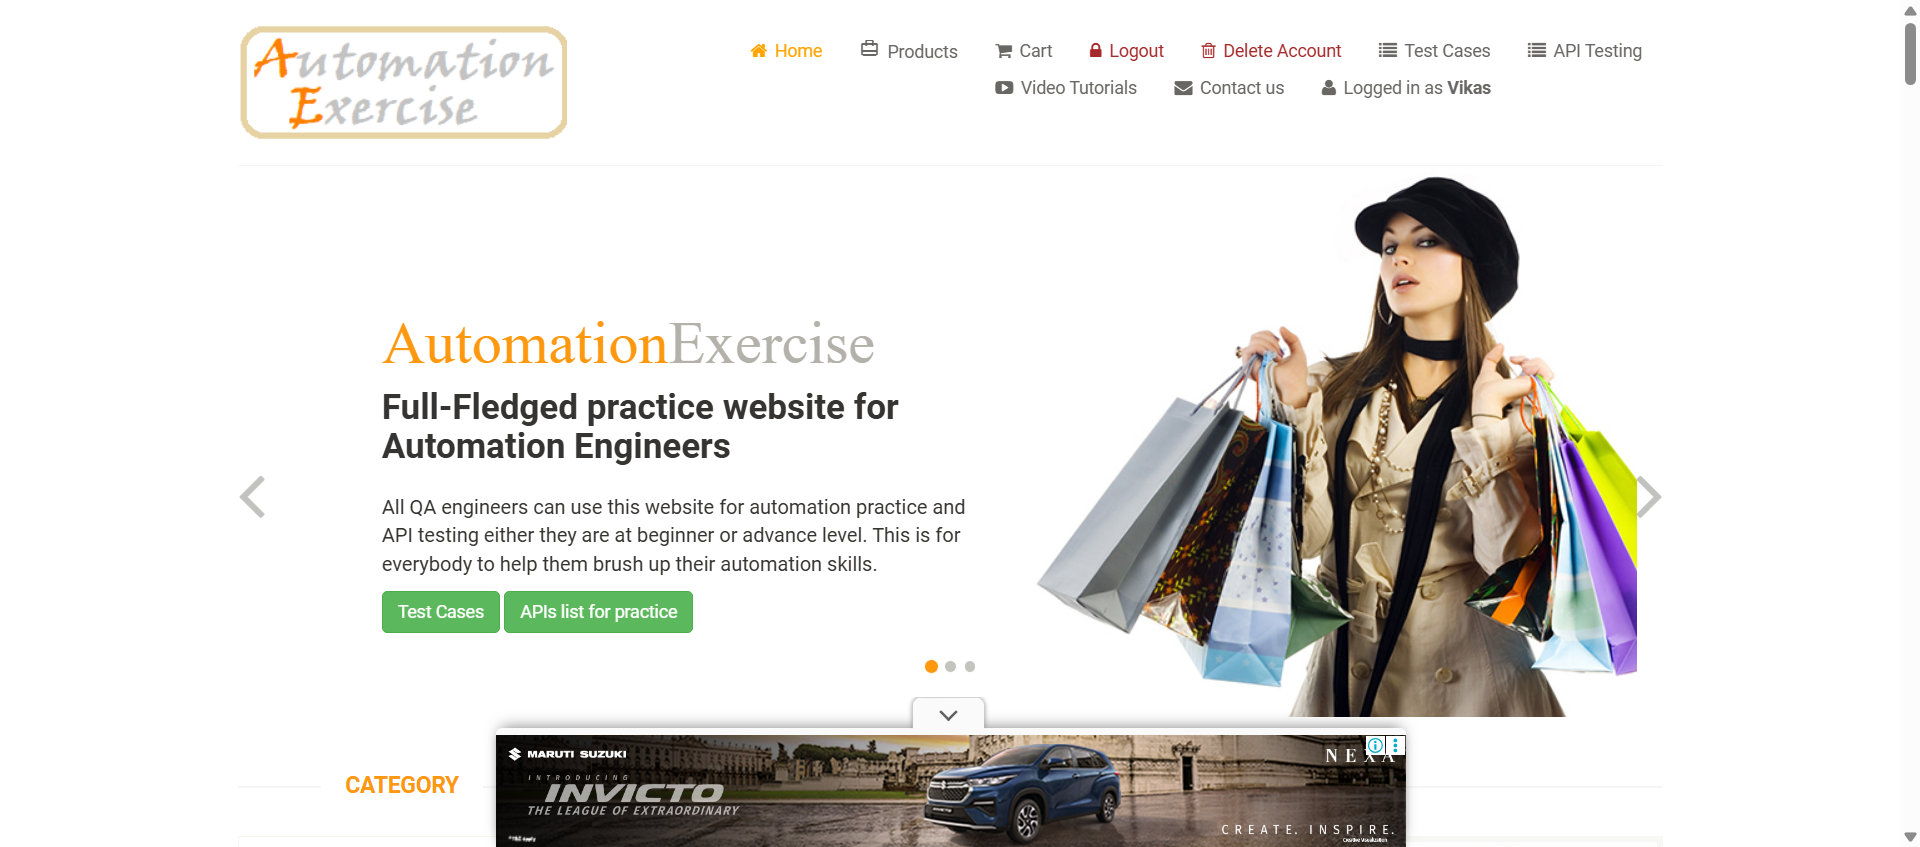 Automation
Exercise
Home Products Cart Logout Delete Account Test Cases API Testing
Video Tutorials Contact us Logged in as Vikas
AutomationExercise
Full-Fledged practice website for
Automation Engineers
All QA engineers can use this website for automation practice and
API testing either they are at beginner or advance level. This is for
everybody to help them brush up their automation skills.
Test Cases APIs list for practice
CATEGORY
MARUTI SUZUKI
NEXA
INTRODUCING
INVICTO
THE LEAGUE OF EXTRAORDINARY
CREATE. INSPIRE.
*T&C apply
Creative Visualization